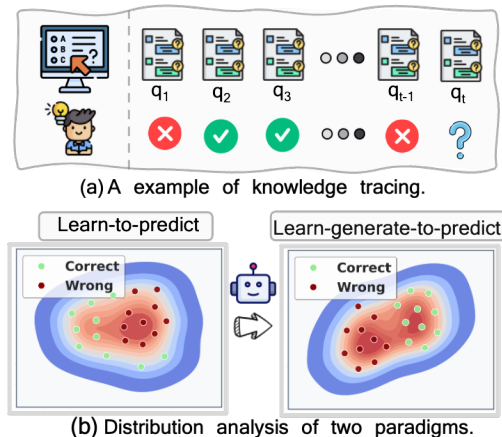 A
B
C
?
q1 q2 q3 qt-1 qt
?
(a) A example of knowledge tracing.
Learn-to-predict Learn-generate-to-predict
Correct
Wrong
Correct
Wrong
(b) Distribution analysis of two paradigms.